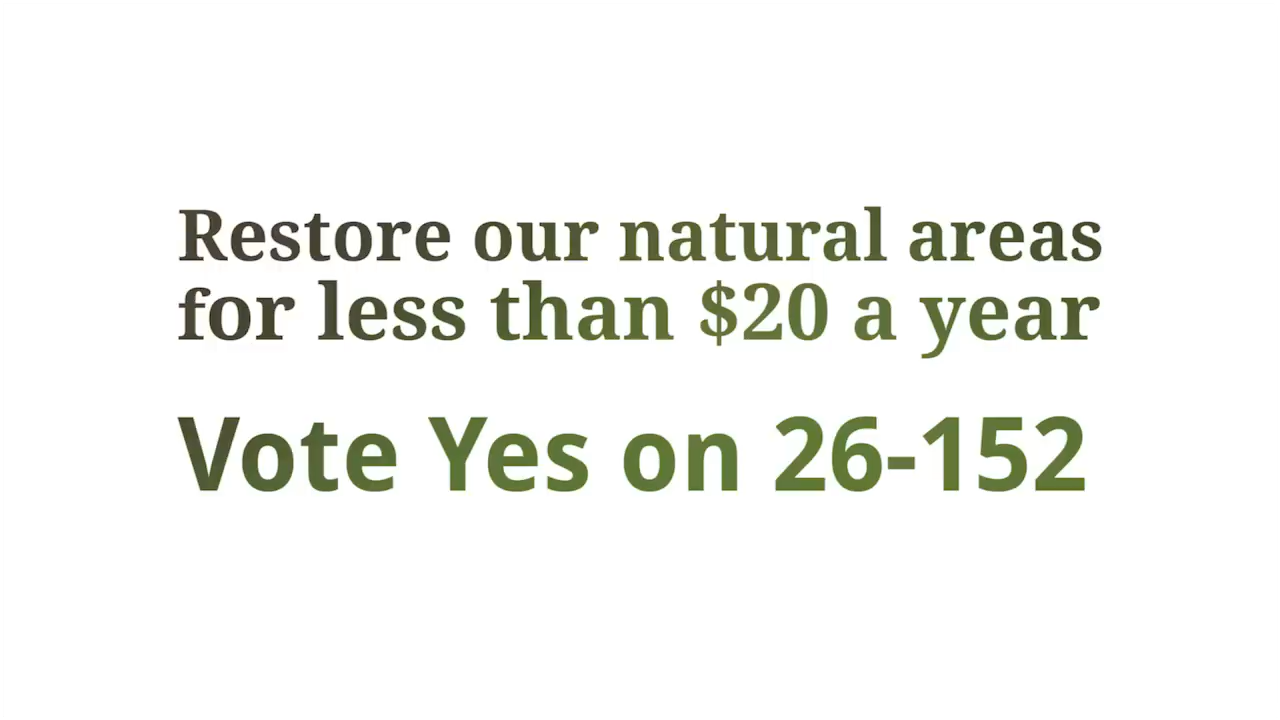 Restore our natural areas
for less than $20 a year
Vote Yes on 26-152